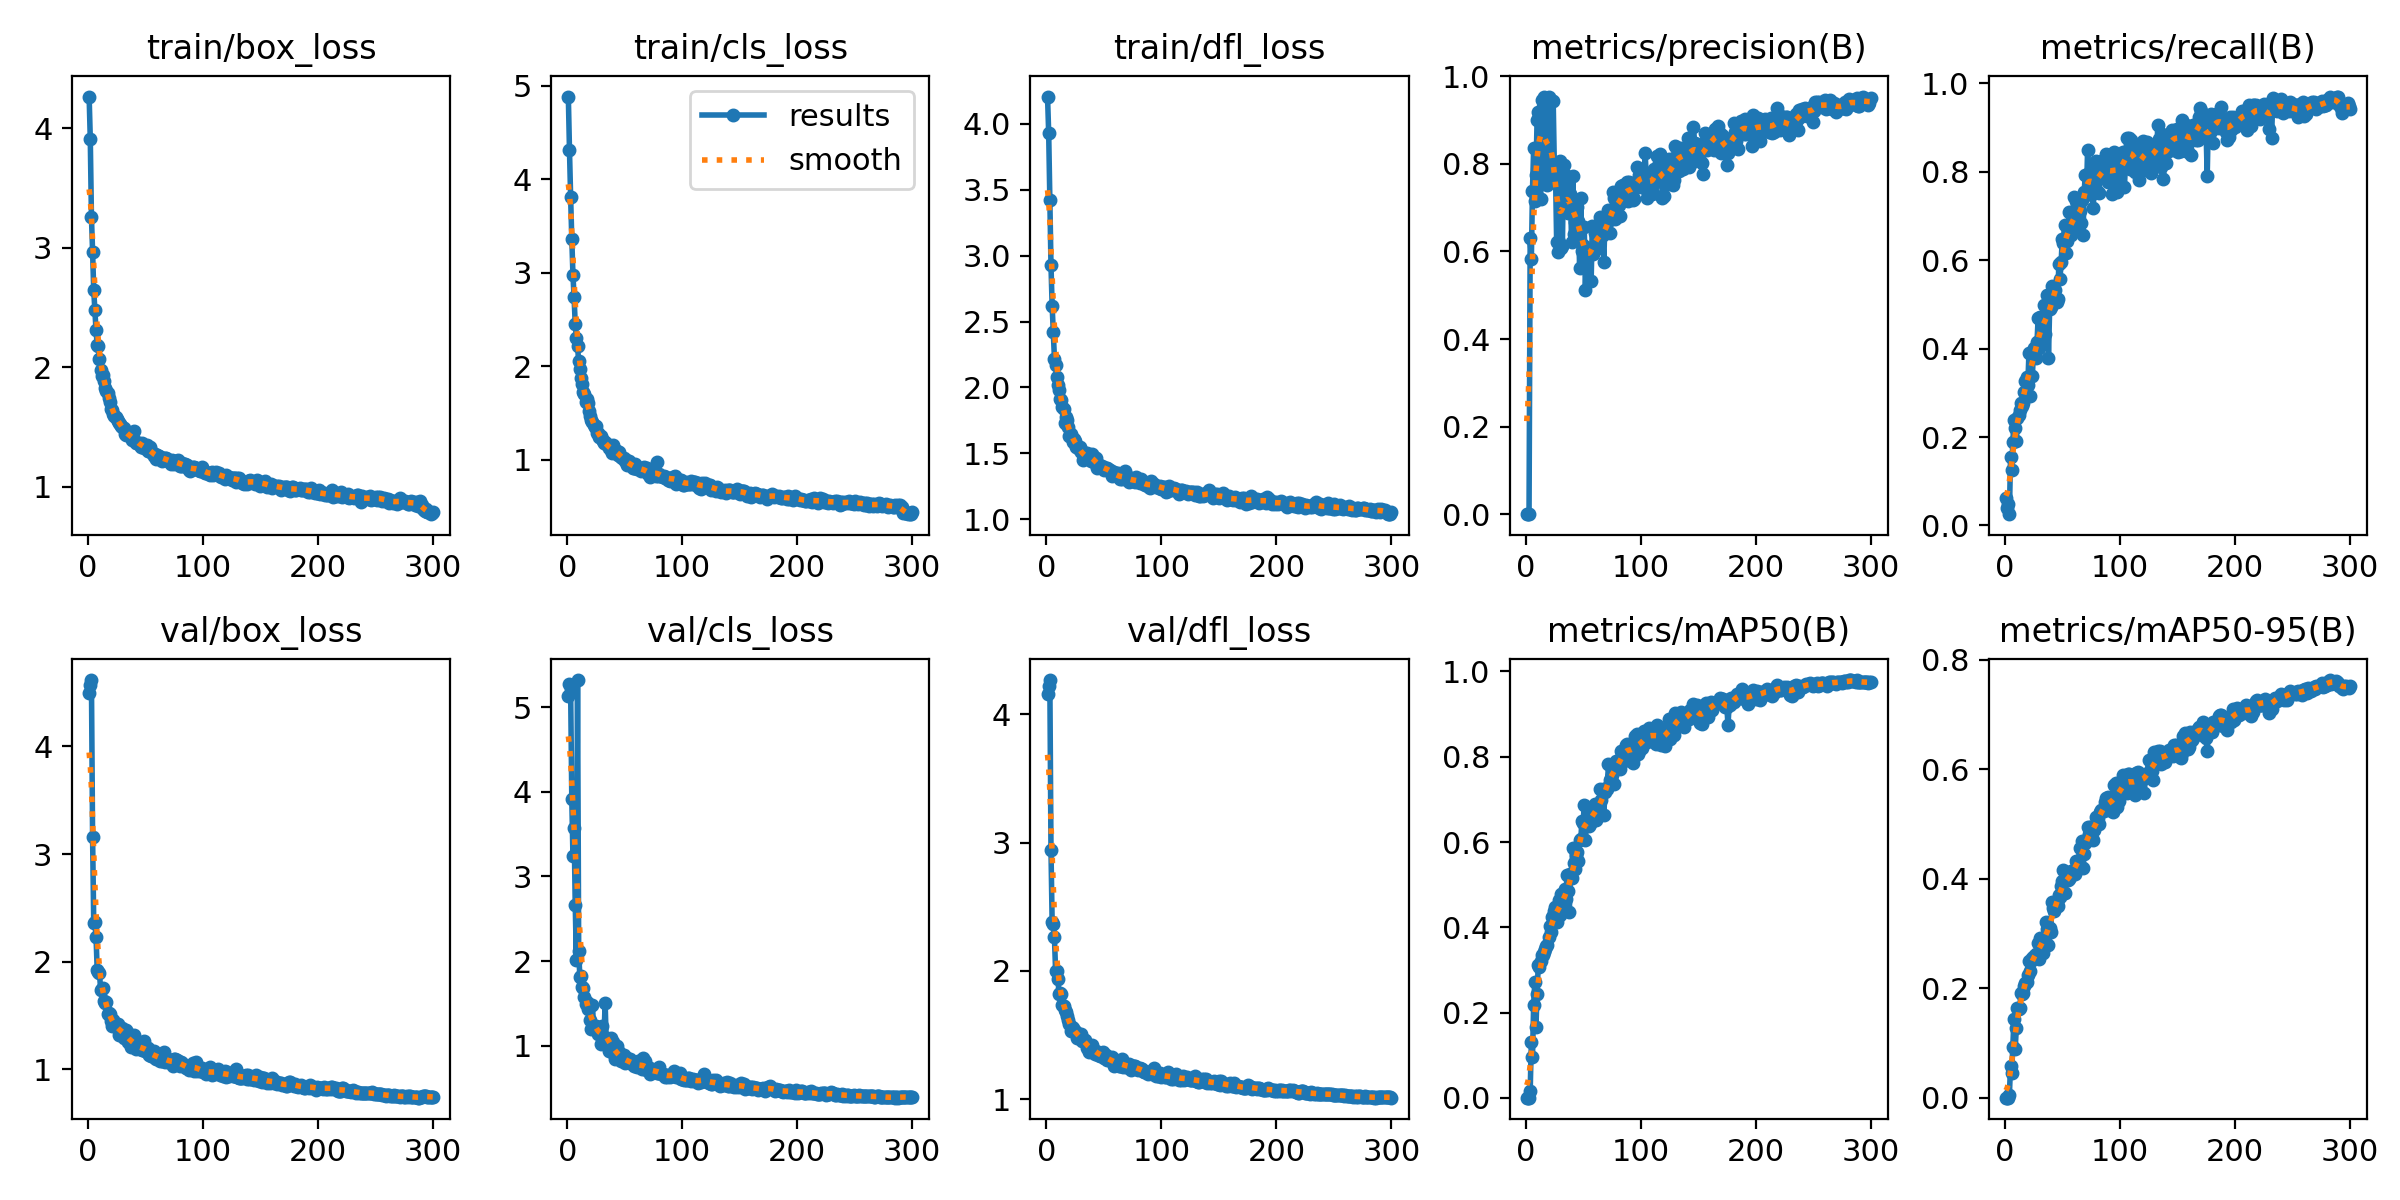 train/box_loss
train/cls_loss
train/dfl_loss
metrics/precision(B)
metrics/recall(B)
4
3
2
1
0 100 200 300
5
4
3
2
1
results
smooth
0 100 200 300
4.0
3.5
3.0
2.5
2.0
1.5
1.0
0 100 200 300
1.0
0.8
0.6
0.4
0.2
0.0
0 100 200 300
1.0
0.8
0.6
0.4
0.2
0.0
0 100 200 300
val/box_loss
val/cls_loss
val/dfl_loss
metrics/mAP50(B)
metrics/mAP50-95(B)
4
3
2
1
0 100 200 300
5
4
3
2
1
0 100 200 300
4
3
2
1
0 100 200 300
1.0
0.8
0.6
0.4
0.2
0.0
0 100 200 300
0.8
0.6
0.4
0.2
0.0
0 100 200 300